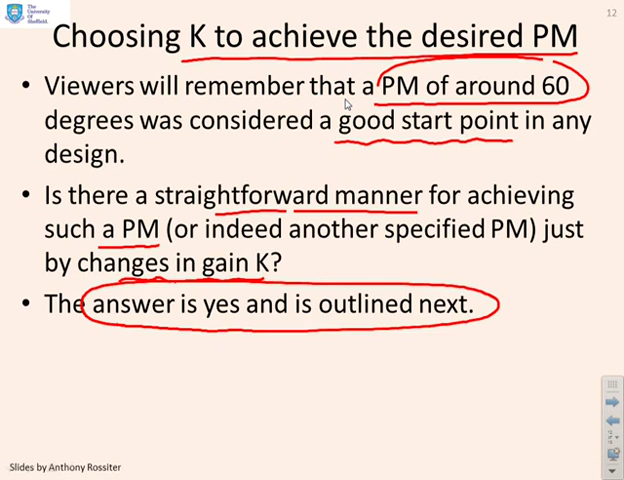 The
University
Of
Sheffield.
12
Choosing K to achieve the desired PM
• Viewers will remember that a PM of around 60
degrees was considered a good start point in any
design.
• Is there a straightforward manner for achieving
such a PM (or indeed another specified PM) just
by changes in gain K?
• The answer is yes and is outlined next.
Slides by Anthony Rossiter